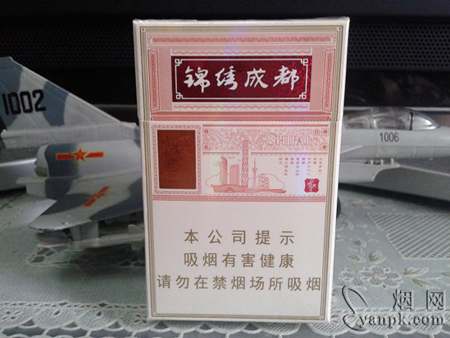 锦绣成都
1002
1006
本公司提示
吸烟有害健康
请勿在禁烟场所吸烟
烟网
yanpk.com